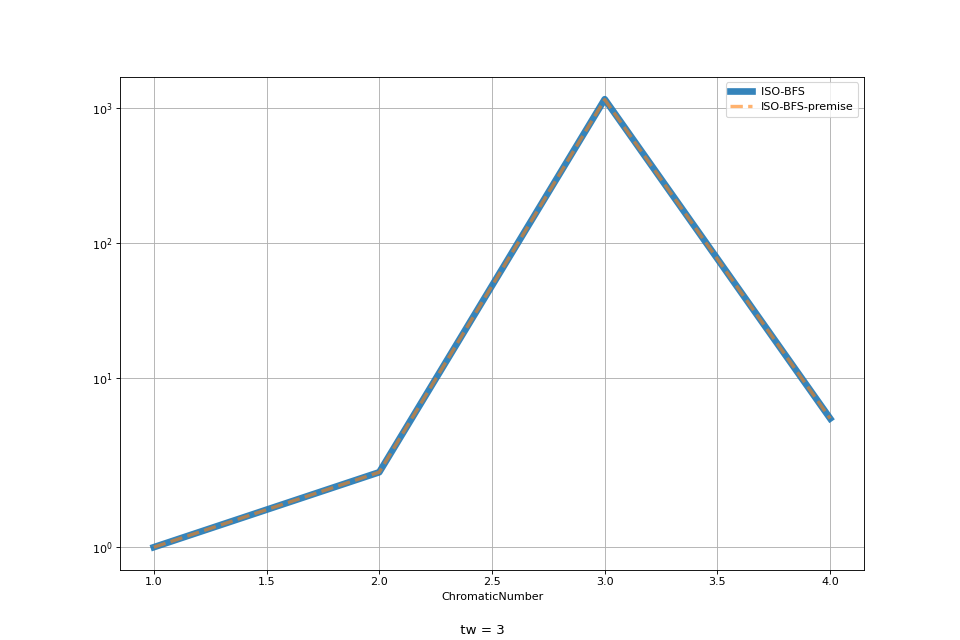 ISO-BFS
ISO-BFS-premise
10³
10²
10¹
10⁰
1.0 1.5 2.0 2.5 3.0 3.5 4.0
ChromaticNumber
tw = 3